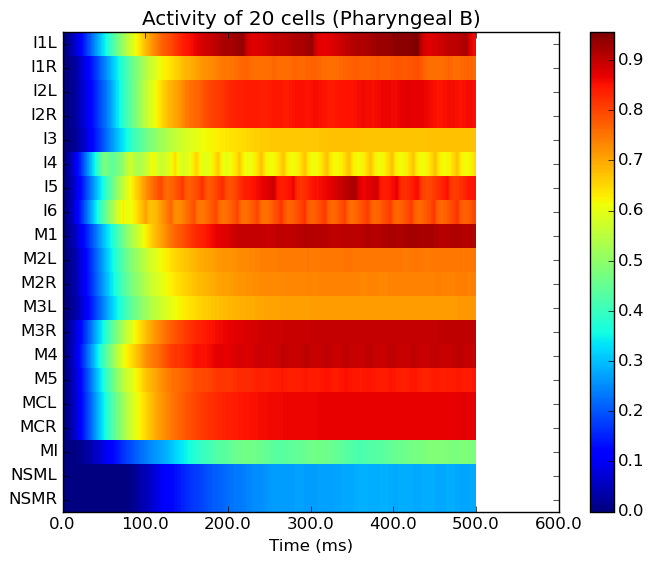 Activity of 20 cells (Pharyngeal B)
I1L
I1R
I2L
I2R
I3
I4
I5
I6
M1
M2L
M2R
M3L
M3R
M4
M5
MCL
MCR
MI
NSML
NSMR
0.0 100.0 200.0 300.0 400.0 500.0 600.0
Time (ms)
0.9
0.8
0.7
0.6
0.5
0.4
0.3
0.2
0.1
0.0